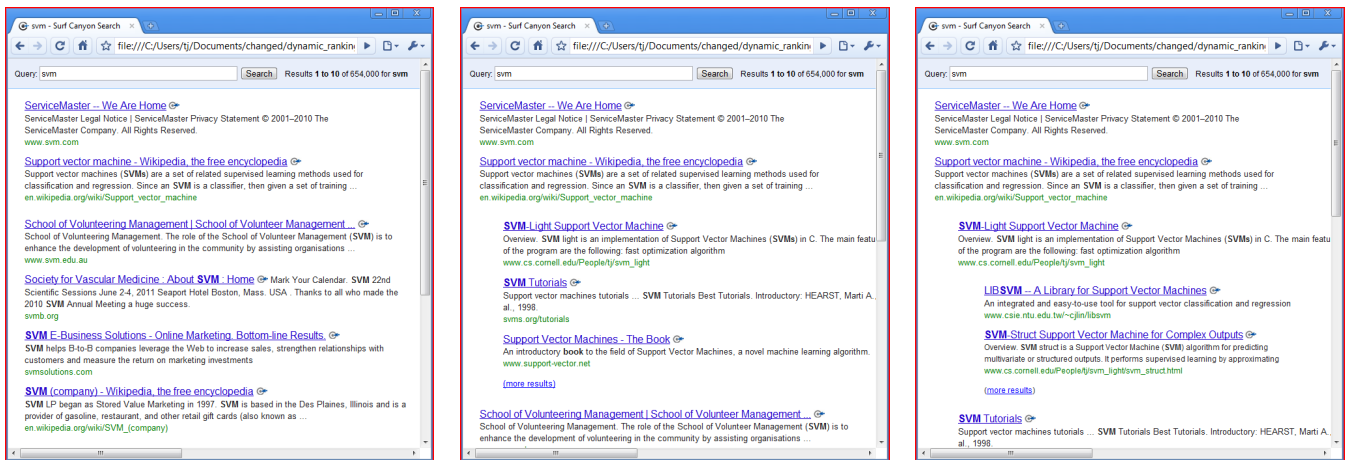 svm - Surf Canyon Search
file:///C:/Users/tj/Documents/changed/dynamic_rankin
Query: svm Search Results 1 to 10 of 654,000 for svm
ServiceMaster -- We Are Home
ServiceMaster Legal Notice | ServiceMaster Privacy Statement © 2001–2010 The
ServiceMaster Company. All Rights Reserved.
www.svm.com
Support vector machine - Wikipedia, the free encyclopedia
Support vector machines (SVMs) are a set of related supervised learning methods used for
classification and regression. Since an SVM is a classifier, then given a set of training ...
en.wikipedia.org/wiki/Support_vector_machine
School of Volunteering Management | School of Volunteer Management ...
School of Volunteering Management. The role of the School of Volunteer Management (SVM) is to
enhance the development of volunteering in the community by assisting organisations ...
www.svm.edu.au
Society for Vascular Medicine : About SVM : Home Mark Your Calendar. SVM 22nd
Scientific Sessions June 2-4, 2011 Seaport Hotel Boston, Mass. USA . Thanks to all who made the
2010 SVM Annual Meeting a huge success.
svmb.org
SVM E-Business Solutions - Online Marketing. Bottom-line Results.
SVM helps B-to-B companies leverage the Web to increase sales, strengthen relationships with
customers and measure the return on marketing investments
svmsolutions.com
SVM (company) - Wikipedia, the free encyclopedia
SVM LP began as Stored Value Marketing in 1997. SVM is based in the Des Plaines, Illinois and is a
provider of gasoline, restaurant, and other retail gift cards (also known as ...
en.wikipedia.org/wiki/SVM_(company)
svm - Surf Canyon Search
file:///C:/Users/tj/Documents/changed/dynamic_rankin
Query: svm Search Results 1 to 10 of 654,000 for svm
ServiceMaster -- We Are Home
ServiceMaster Legal Notice | ServiceMaster Privacy Statement © 2001–2010 The
ServiceMaster Company. All Rights Reserved.
www.svm.com
Support vector machine - Wikipedia, the free encyclopedia
Support vector machines (SVMs) are a set of related supervised learning methods used for
classification and regression. Since an SVM is a classifier, then given a set of training ...
en.wikipedia.org/wiki/Support_vector_machine
SVM-Light Support Vector Machine
Overview. SVM light is an implementation of Support Vector Machines (SVMs) in C. The main featu
of the program are the following: fast optimization algorithm
www.cs.cornell.edu/People/tj/svm_light
SVM Tutorials
Support vector machines tutorials ... SVM Tutorials Best Tutorials. Introductory: HEARST, Marti A..
al., 1998.
svms.org/tutorials
Support Vector Machines - The Book
An introductory book to the field of Support Vector Machines, a novel machine learning algorithm.
www.support-vector.net
(more results)
School of Volunteering Management | School of Volunteer Management ...
School of Volunteering Management. The role of the School of Volunteer Management (SVM) is to
enhance the development of volunteering in the community by assisting organisations ...
svm - Surf Canyon Search
file:///C:/Users/tj/Documents/changed/dynamic_rankin
Query: svm Search Results 1 to 10 of 654,000 for svm
ServiceMaster -- We Are Home
ServiceMaster Legal Notice | ServiceMaster Privacy Statement © 2001–2010 The
ServiceMaster Company. All Rights Reserved.
www.svm.com
Support vector machine - Wikipedia, the free encyclopedia
Support vector machines (SVMs) are a set of related supervised learning methods used for
classification and regression. Since an SVM is a classifier, then given a set of training ...
en.wikipedia.org/wiki/Support_vector_machine
SVM-Light Support Vector Machine
Overview. SVM light is an implementation of Support Vector Machines (SVMs) in C. The main featu
of the program are the following: fast optimization algorithm
www.cs.cornell.edu/People/tj/svm_light
LIBSVM -- A Library for Support Vector Machines
An integrated and easy-to-use tool for support vector classification and regression
www.csie.ntu.edu.tw/~cjlin/libsvm
SVM-Struct Support Vector Machine for Complex Outputs
Overview. SVM struct is a Support Vector Machine (SVM) algorithm for predicting
multivariate or structured outputs. It performs supervised learning by approximating
www.cs.cornell.edu/People/tj/svm_light/svm_struct.html
(more results)
SVM Tutorials
Support vector machines tutorials ... SVM Tutorials Best Tutorials. Introductory: HEARST, Marti A..
al., 1998.